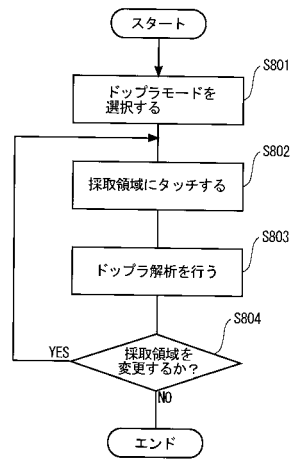 スタート
S801
ドップラモードを
選択する
S802
採取領域にタッチする
S803
ドップラ解析を行う
S804
採取領域を
変更するか?
YES
NO
エンド